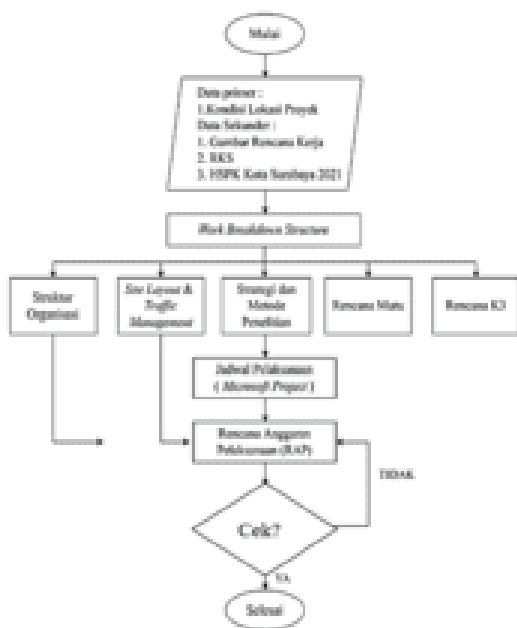 Mulai
Data primer :
1.Kondisi Lokasi Proyek
Data Sekunder :
1. Gambar Rencana Kerja
2. RKS
3. HSPK Kota Surabaya 2021
Work Breakdown Structure
Struktur
Organisasi
Site Layout &
Traffic
Management
Strategi dan
Metode
Penelitian
Rencana Mutu
Rencana K3
Jadwal Pelaksanaan
( Microsoft Project )
Rencana Anggaran
Pelaksanaan (RAP)
TIDAK
Cek?
YA
Selesai